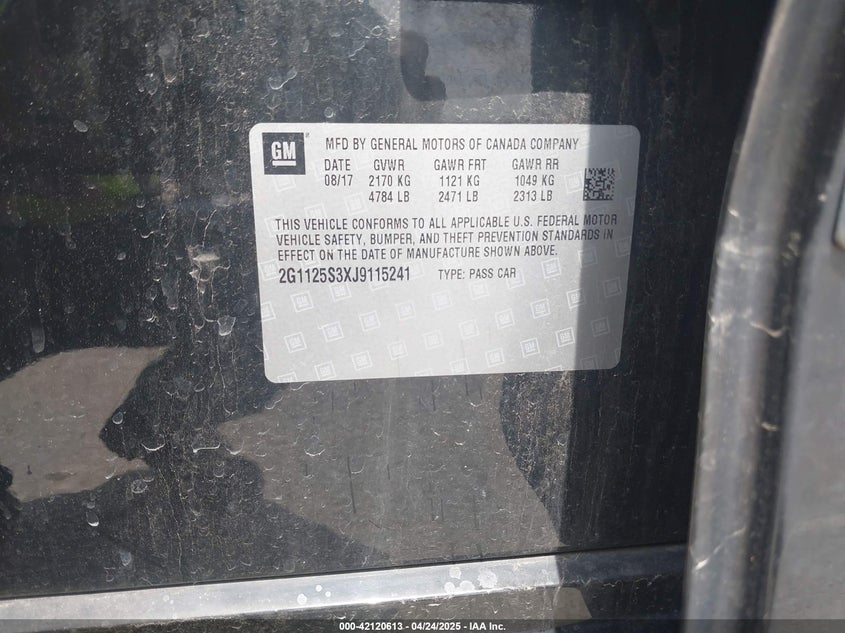 GM
MFD BY GENERAL MOTORS OF CANADA COMPANY
DATE GVWR GAWR FRT GAWR RR
08/17 2170 KG 1121 KG 1049 KG
4784 LB 2471 LB 2313 LB
THIS VEHICLE CONFORMS TO ALL APPLICABLE U.S. FEDERAL MOTOR
VEHICLE SAFETY, BUMPER, AND THEFT PREVENTION STANDARDS IN
EFFECT ON THE DATE OF MANUFACTURE SHOWN ABOVE.
2G1125S3XJ9115241 TYPE: PASS CAR
000-42120613 - 04/24/2025 - IAA Inc.